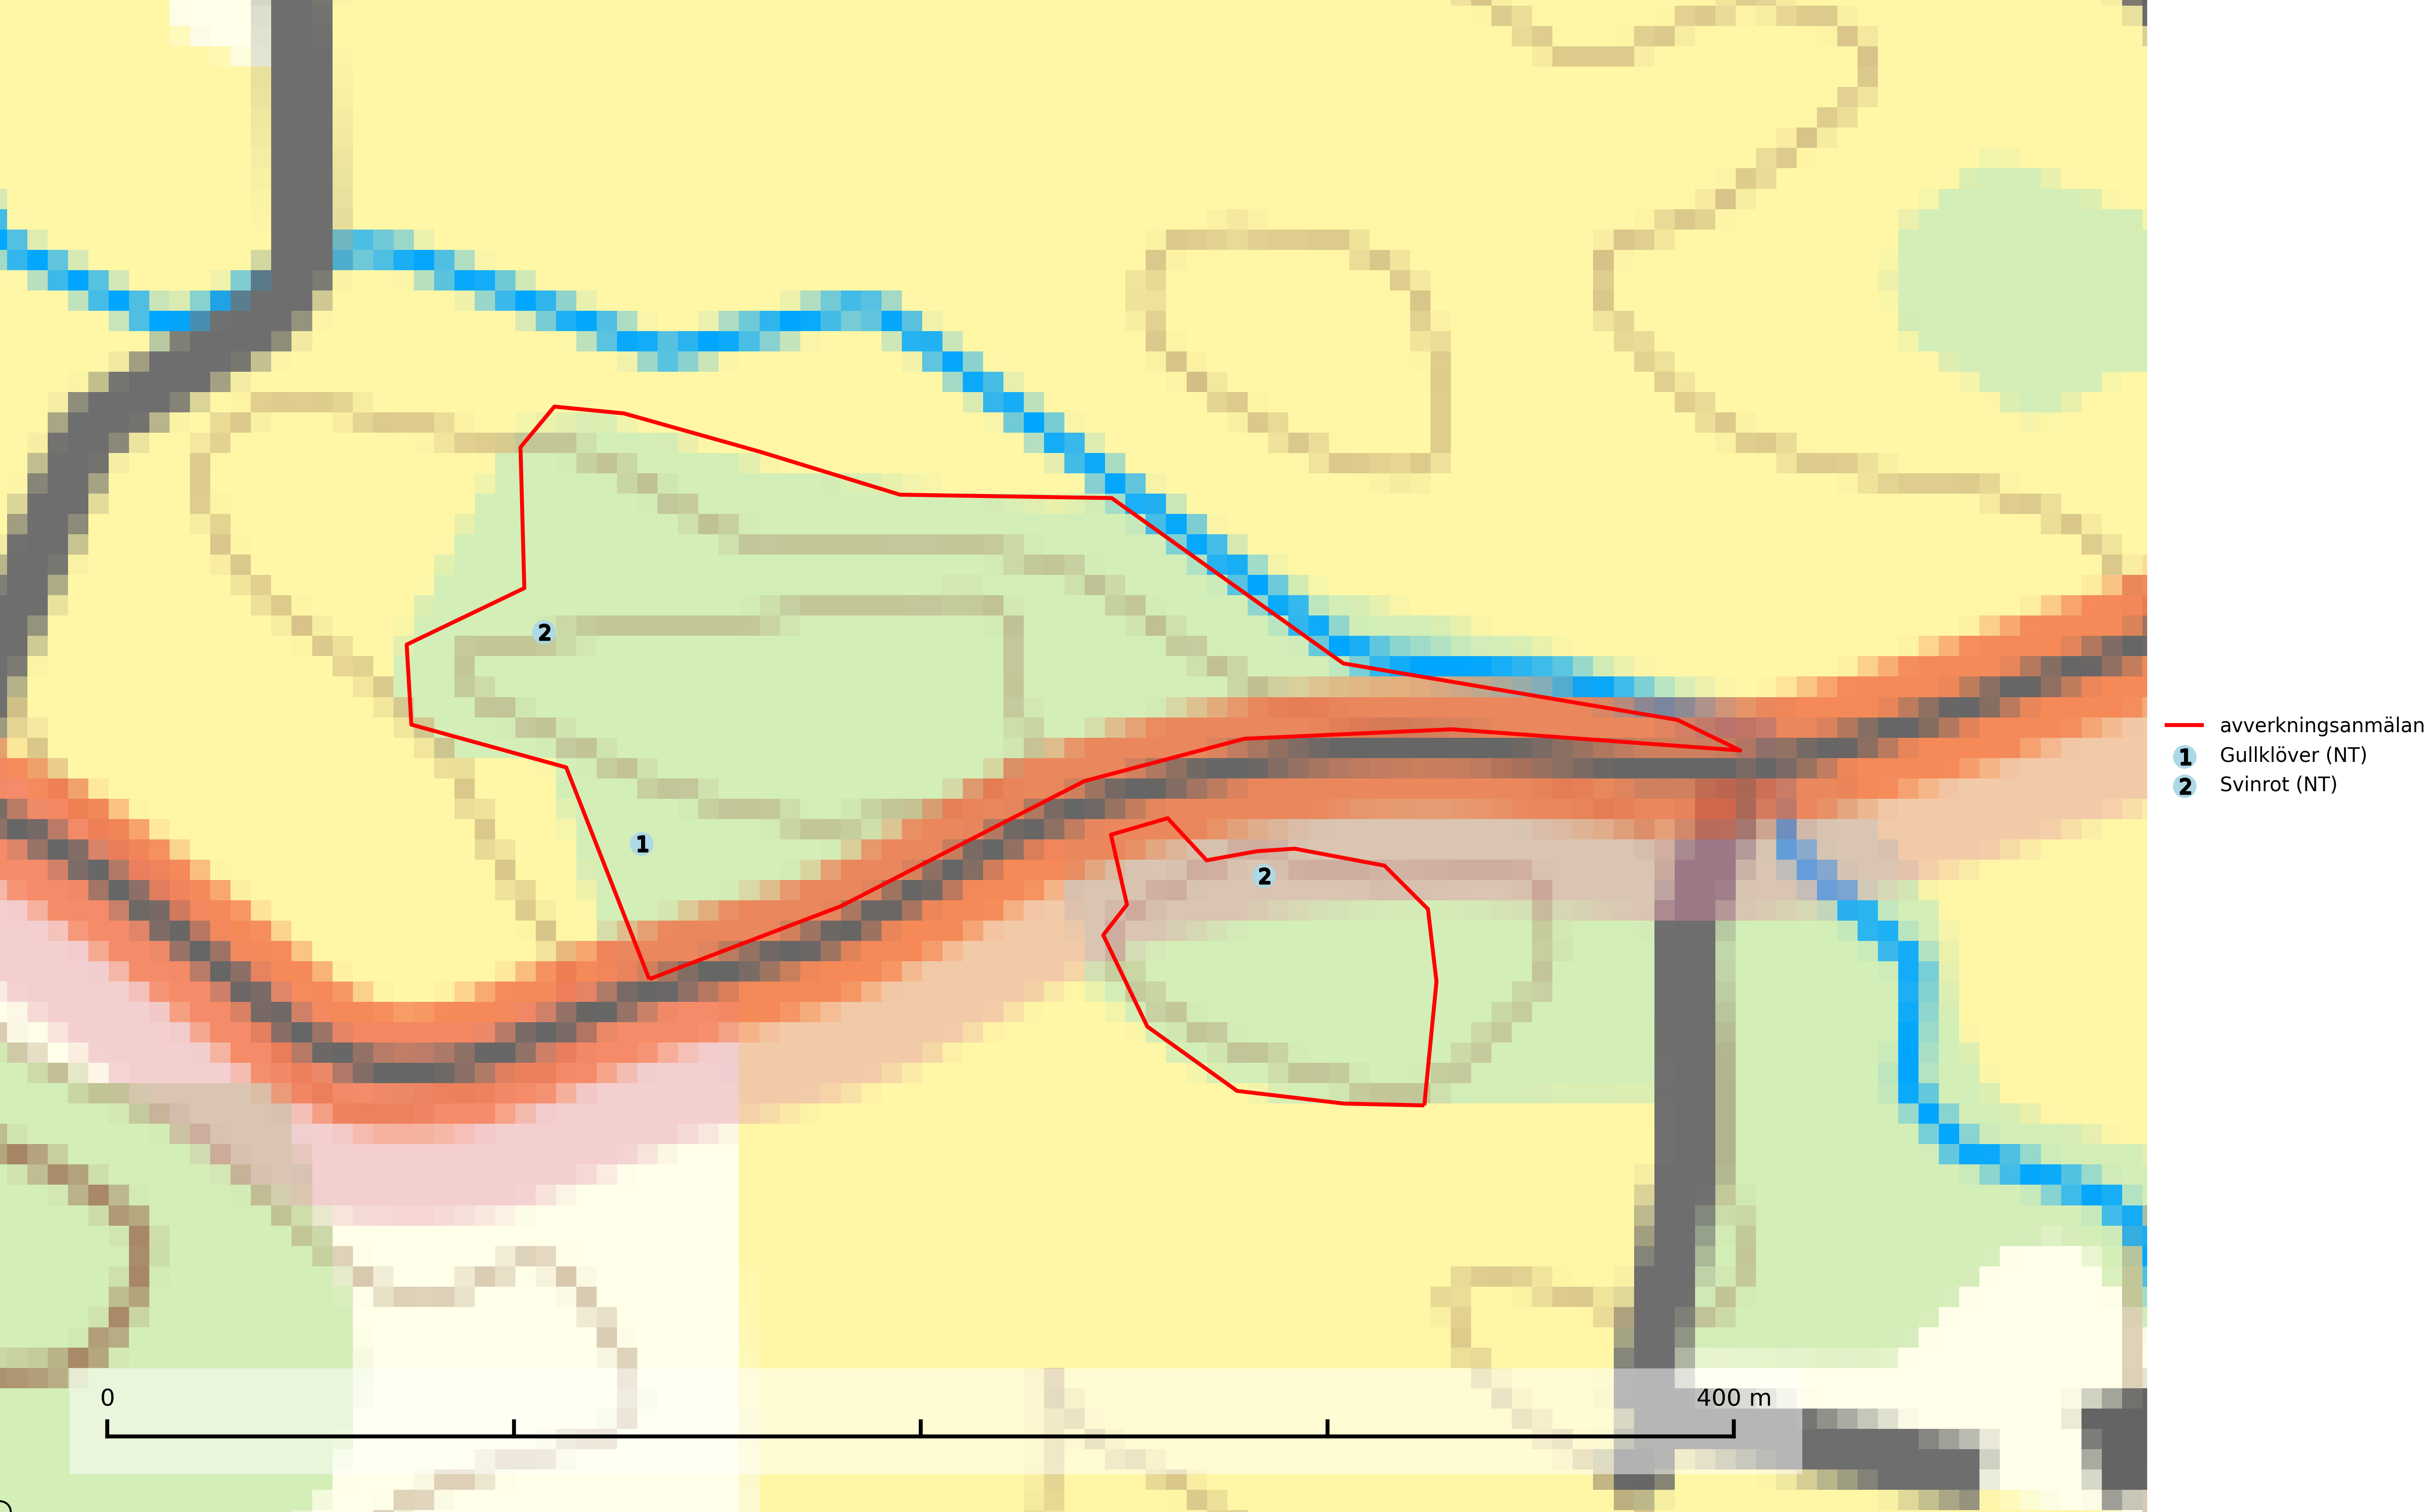 2
1
2
0
400 m
avverkningsanmälan
1 Gullklöver (NT)
2 Svinrot (NT)